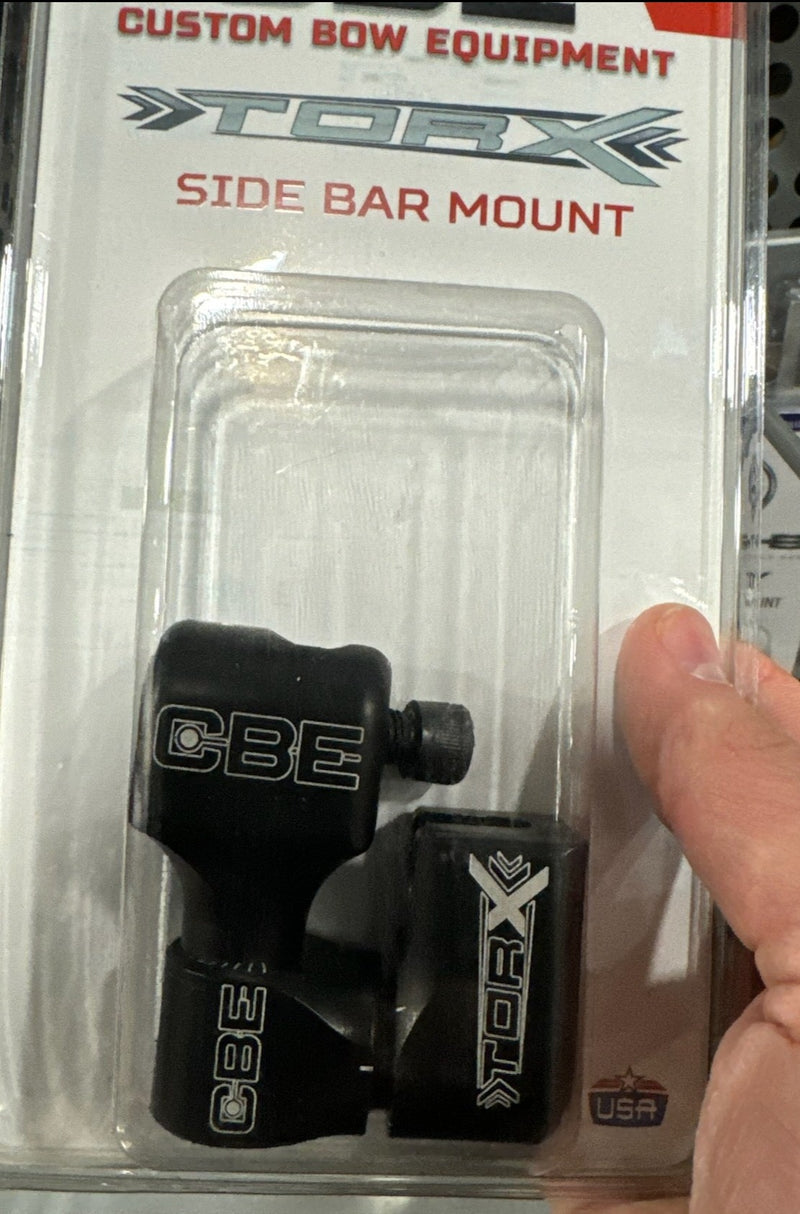 CUSTOM BOW EQUIPMENT
TORX
SIDE BAR MOUNT
CBE
TORX
CBE
USA